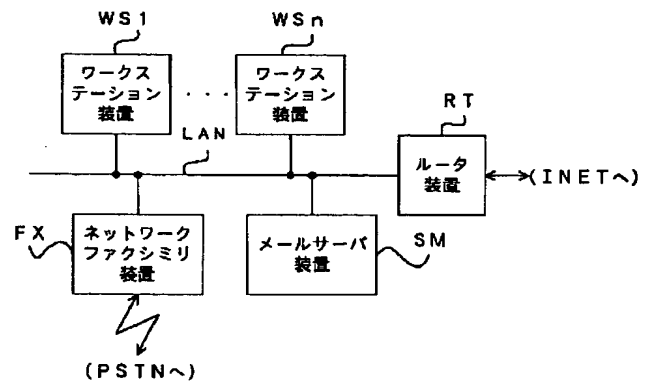 WS1
WSn
ワークス
テーション
装置
・・・
ワークス
テーション
装置
RT
LAN
ルータ
装置
(INETへ)
FX
ネットワーク
ファクシミリ
装置
メールサーバ
装置
SM
(PSTNへ)